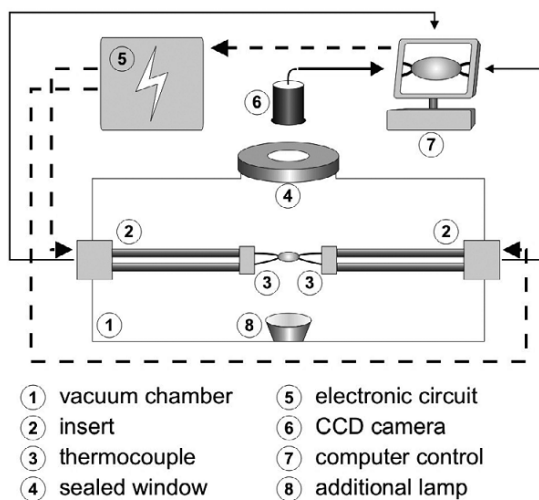 5
6
7
4
2
2
3
3
1
8
1 vacuum chamber
2 insert
3 thermocouple
4 sealed window
5 electronic circuit
6 CCD camera
7 computer control
8 additional lamp